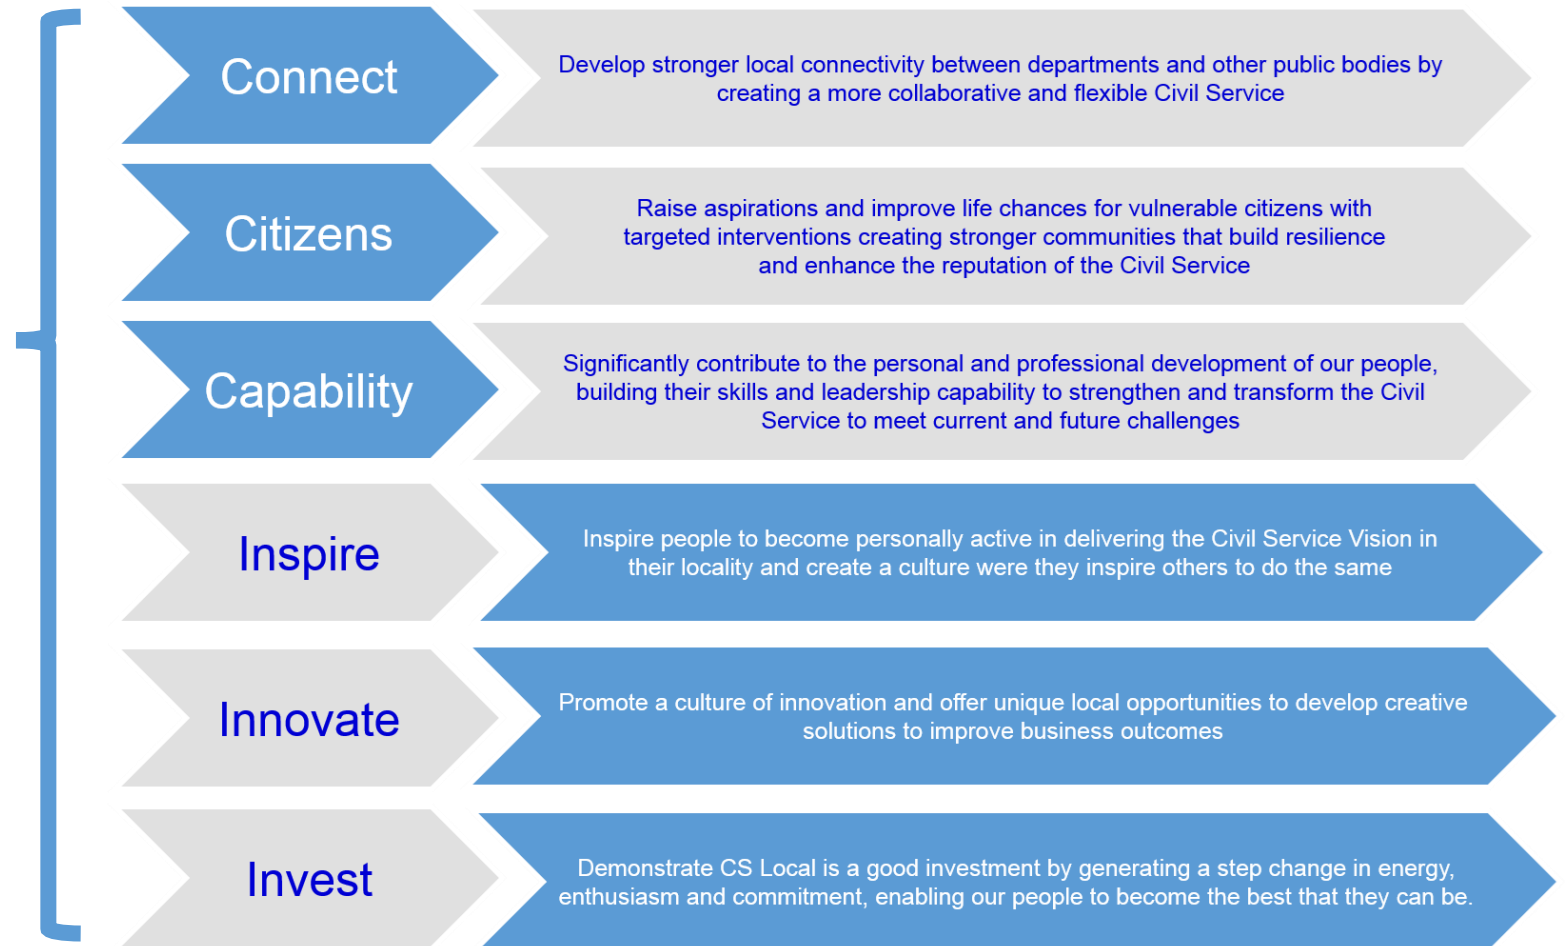 Connect
Develop stronger local connectivity between departments and other public bodies by
creating a more collaborative and flexible Civil Service
Citizens
Raise aspirations and improve life chances for vulnerable citizens with
targeted interventions creating stronger communities that build resilience
and enhance the reputation of the Civil Service
Capability
Significantly contribute to the personal and professional development of our people,
building their skills and leadership capability to strengthen and transform the Civil
Service to meet current and future challenges
Inspire
Inspire people to become personally active in delivering the Civil Service Vision in
their locality and create a culture were they inspire others to do the same
Innovate
Promote a culture of innovation and offer unique local opportunities to develop creative
solutions to improve business outcomes
Invest
Demonstrate CS Local is a good investment by generating a step change in energy,
enthusiasm and commitment, enabling our people to become the best that they can be.